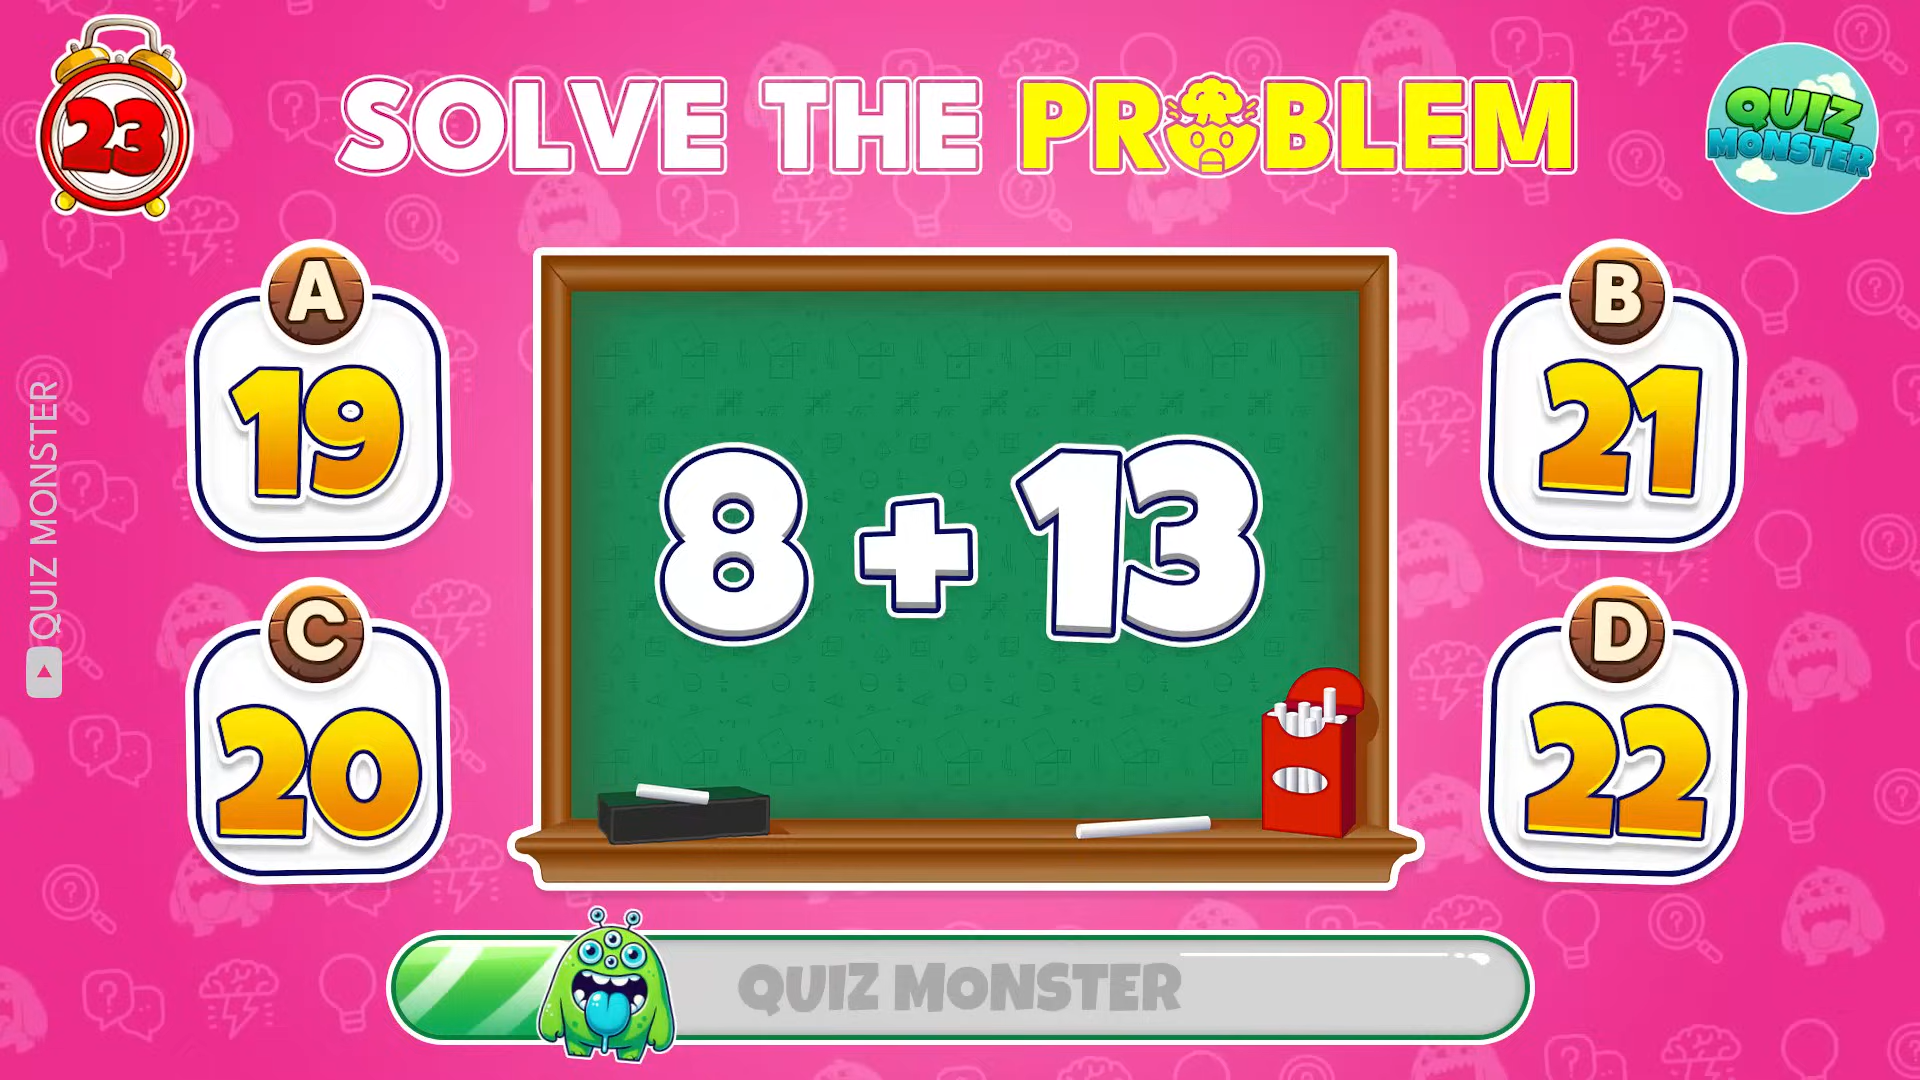 23
SOLVE THE PROBLEM
QUIZ
MONSTER
A
19
B
21
8 + 13
C
20
D
22
QUIZ MONSTER
QUIZ MONSTER